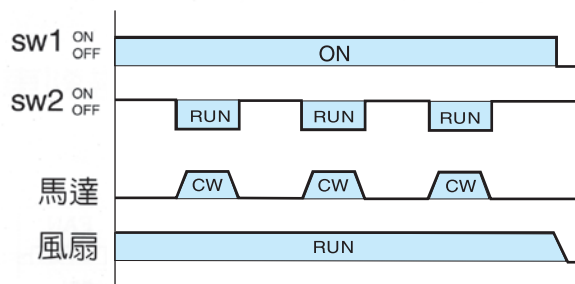 SW1 ON
OFF
ON
SW2 ON
OFF
RUN RUN RUN
馬達 CW CW CW
風扇 RUN